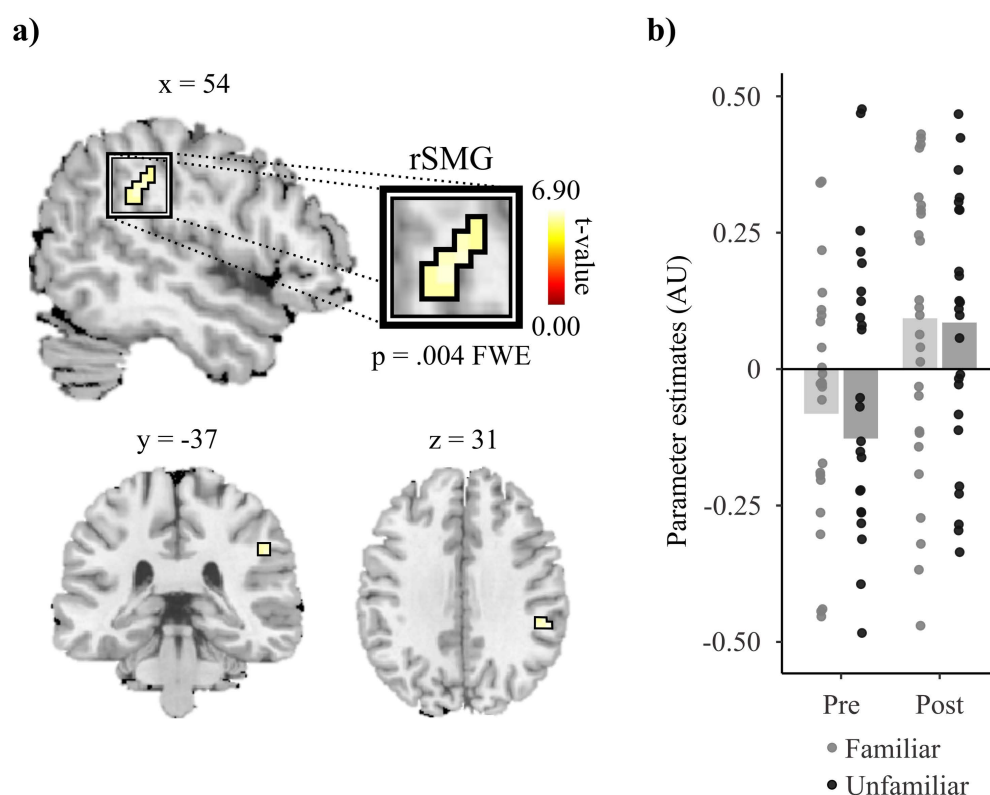 a)
x = 54
rSMG
6.90
t-value
0.00
p = .004 FWE
y = -37
z = 31
b)
Parameter estimates (AU)
0.50
0.25
0
-0.25
-0.50
Pre
Post
Familiar
Unfamiliar